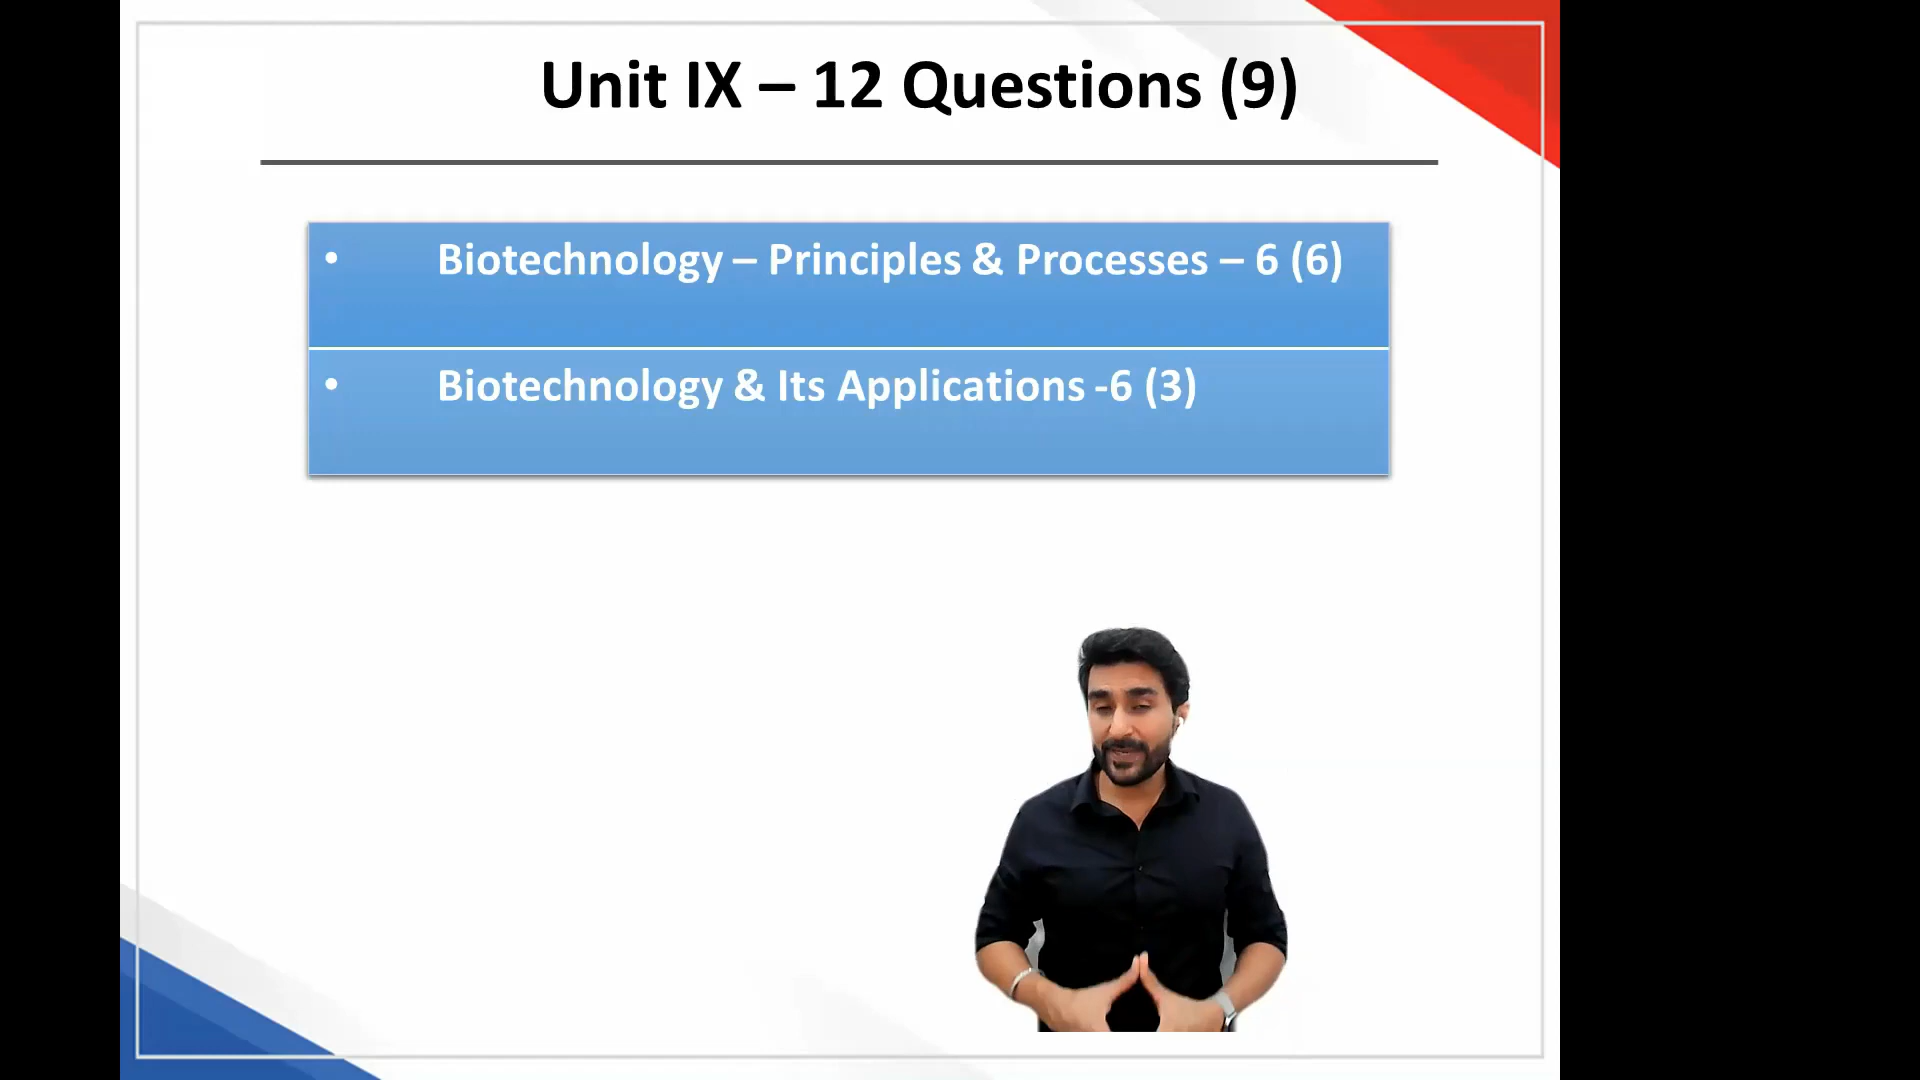 Unit IX – 12 Questions (9)
• Biotechnology – Principles & Processes – 6 (6)
• Biotechnology & Its Applications -6 (3)